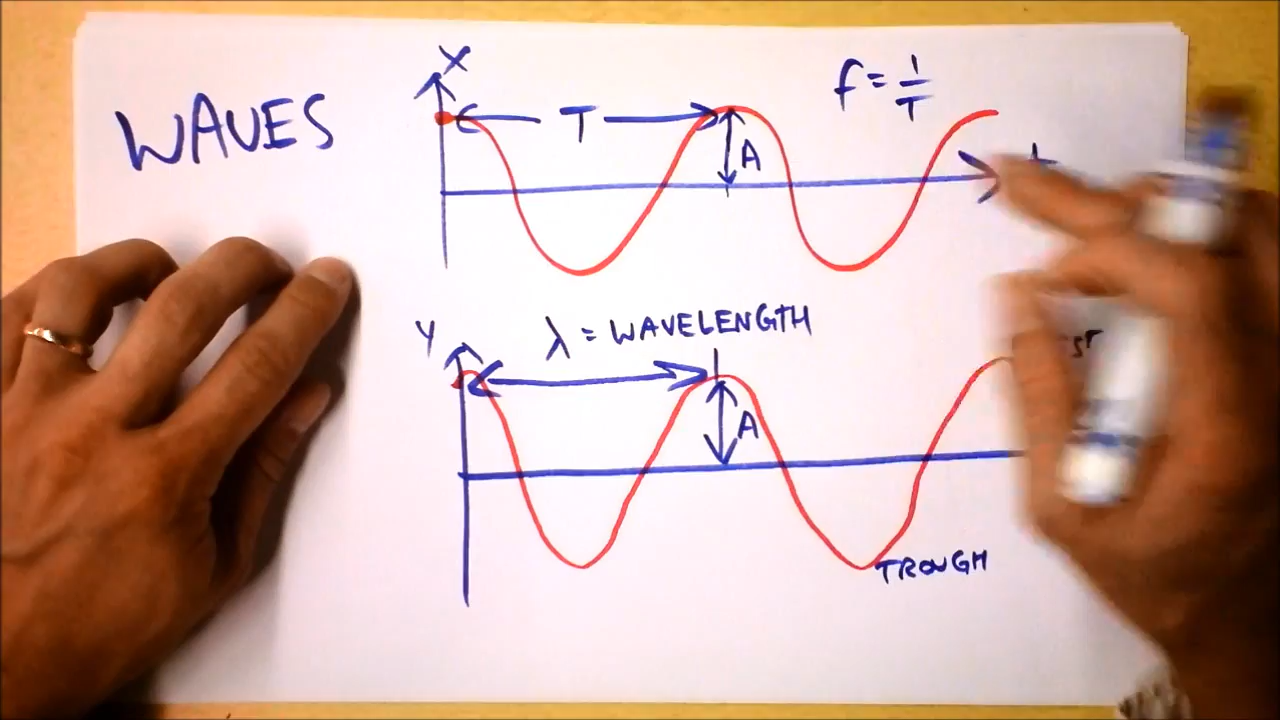 WAVES
X
T
A
f = 1/T
t
Y
λ = WAVELENGTH
A
TROUGH